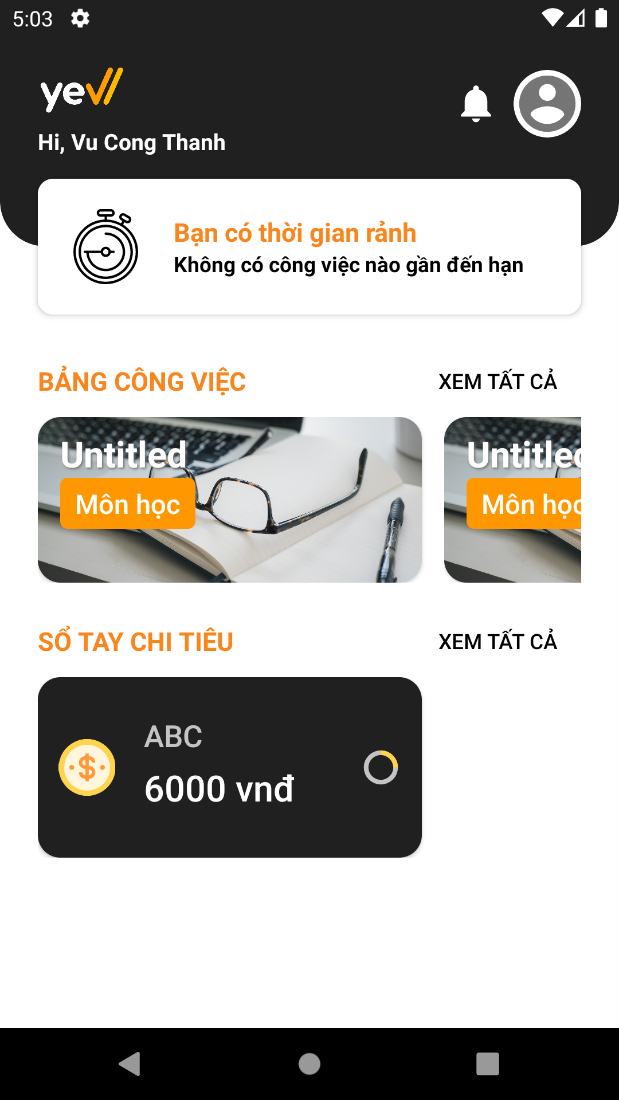 5:03
yew
Hi, Vu Cong Thanh
Bạn có thời gian rảnh
Không có công việc nào gần đến hạn
BẢNG CÔNG VIỆC
XEM TẤT CẢ
Untitled
Môn học
Untitled
Môn học
SỔ TAY CHI TIÊU
XEM TẤT CẢ
$
ABC
6000 vnđ